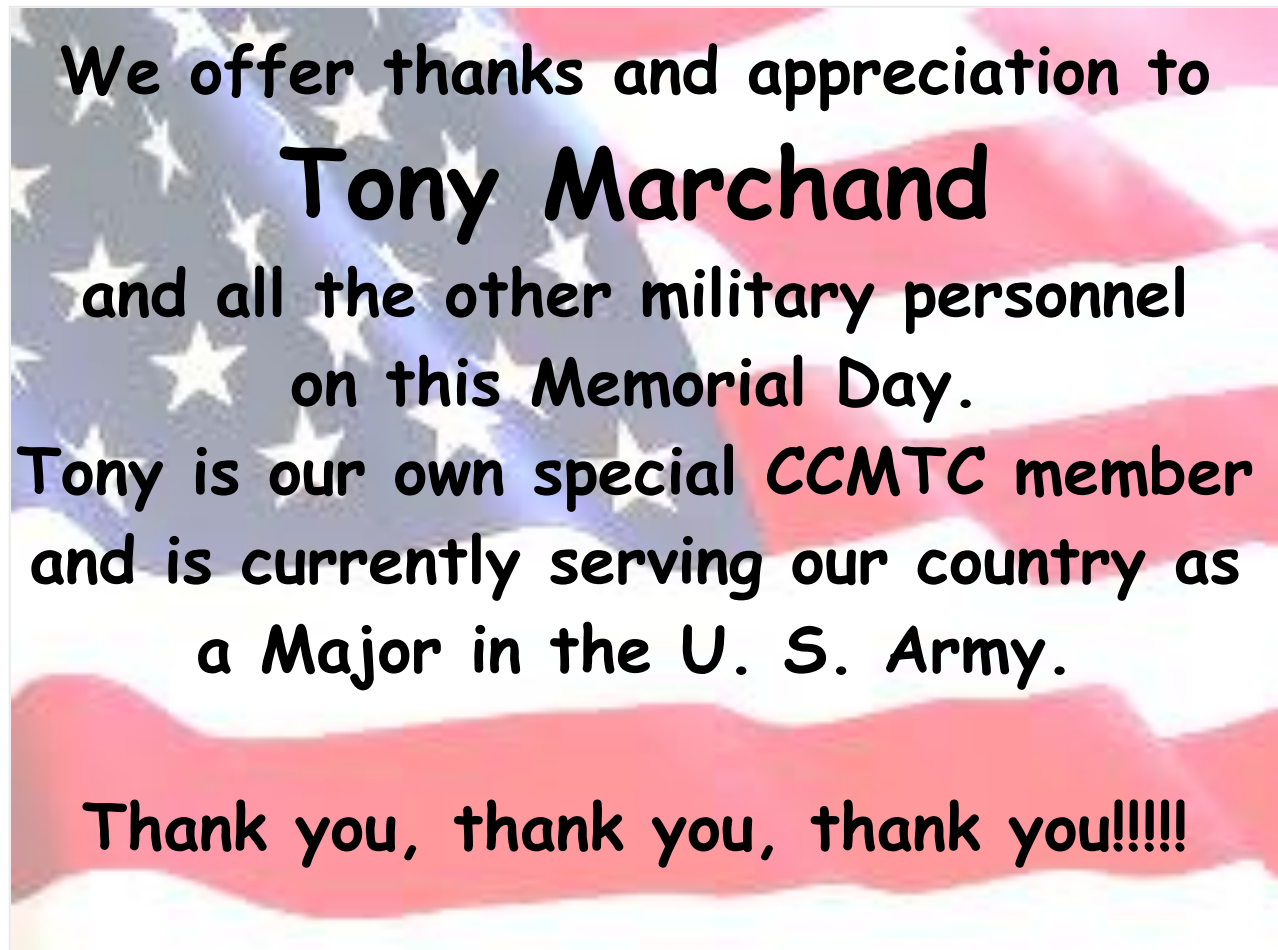 We offer thanks and appreciation to
Tony Marchand
and all the other military personnel
on this Memorial Day.
Tony is our own special CCMTC member
and is currently serving our country as
a Major in the U. S. Army.
Thank you, thank you, thank you!!!!!